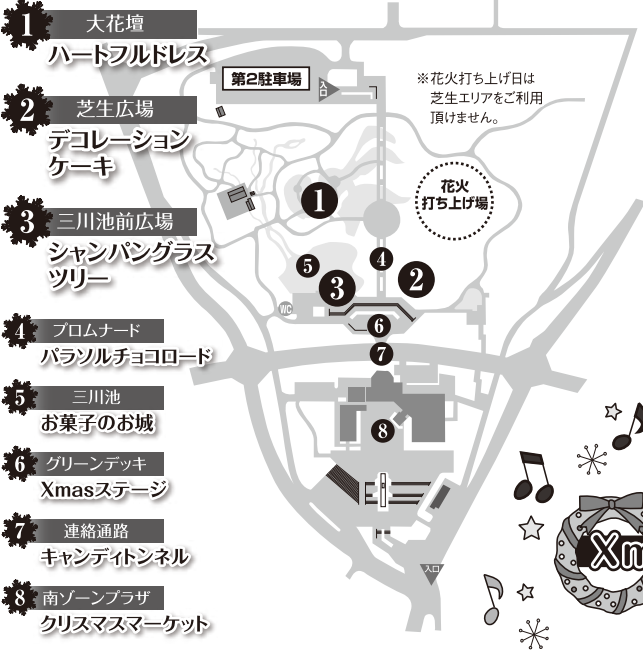 1 大花壇
ハートフルドレス
2 芝生広場
デコレーション
ケーキ
3 三川池前広場
シャンパングラス
ツリー
4 プロムナード
パラソルチョコロード
5 三川池
お菓子のお城
6 グリーンデッキ
Xmasステージ
7 連絡通路
キャンディトンネル
8 南ゾーンプラザ
クリスマスマーケット
第2駐車場
入口
※花火打ち上げ日は
芝生エリアをご利用
頂けません。
花火
打ち上げ場
1
4
5
2
3
WC
6
7
8
入口
Xm